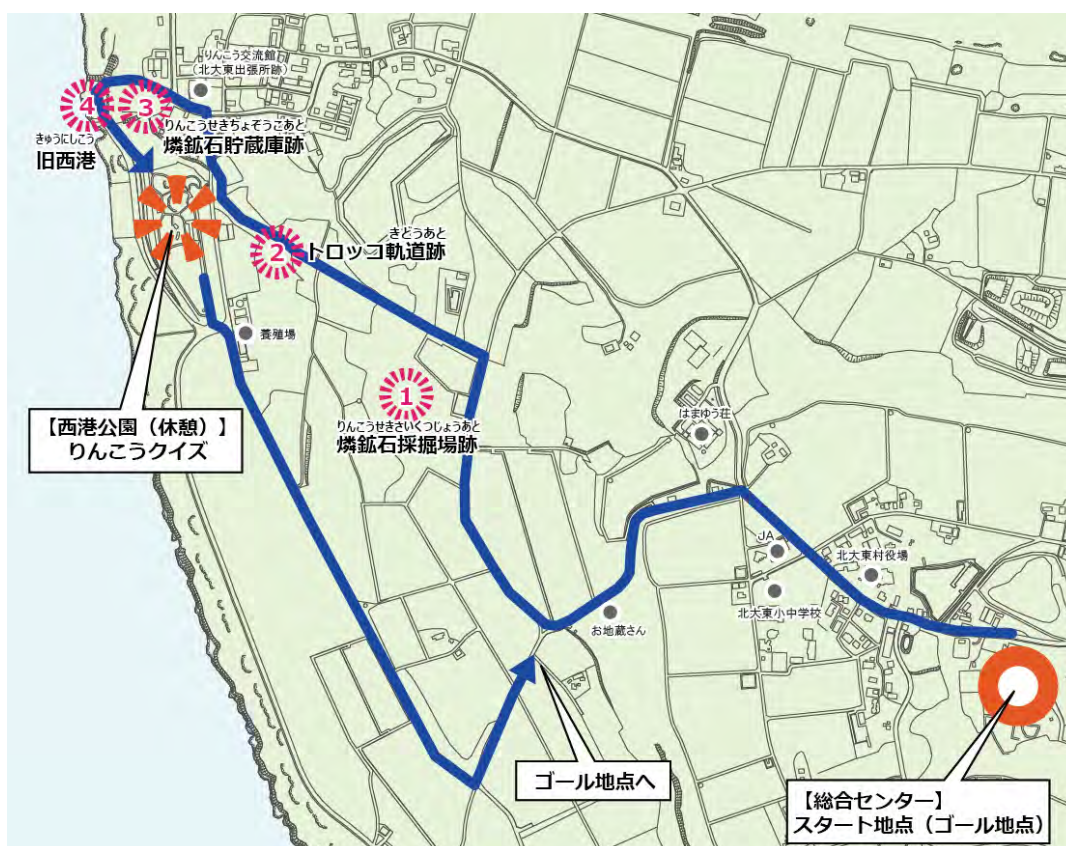 りんこう交流館
（北大東出張所跡）
4
3
りんこうせきちょぞうこあと
燐鉱石貯蔵庫跡
きゅうにしこう
旧西港
2
きどうあと
トロッコ軌道跡
養殖場
1
りんこうせきさいくつじょうあと
燐鉱石採掘場跡
はまゆう荘
【西港公園（休憩）】
りんこうクイズ
JA
北大東村役場
北大東小中学校
お地蔵さん
ゴール地点へ
【総合センター】
スタート地点（ゴール地点）